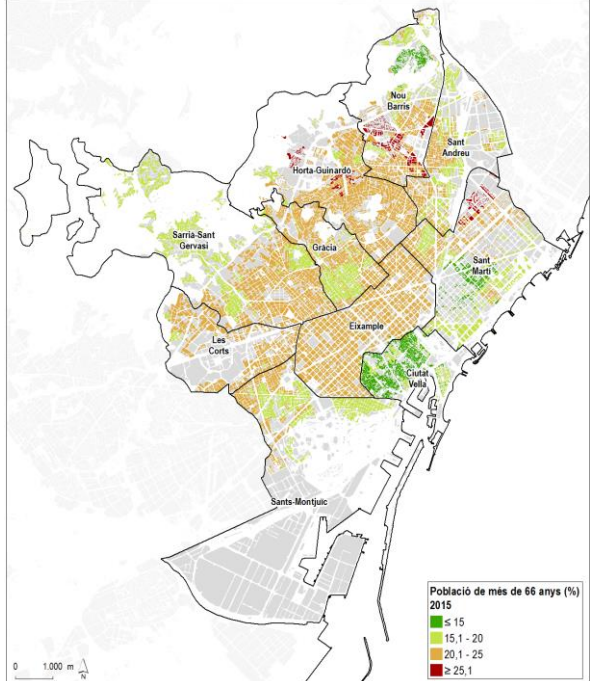 Nou
Barris
Sant
Andreu
Horta-Guinardó
Sarrià-Sant
Gervasi
Gràcia
Sant
Martí
Eixample
Les
Corts
Ciutat
Vella
Sants-Montjuïc
Població de més de 66 anys (%)
2015
≤ 15
15,1 - 20
20,1 - 25
≥ 25,1
0 1.000 m
N